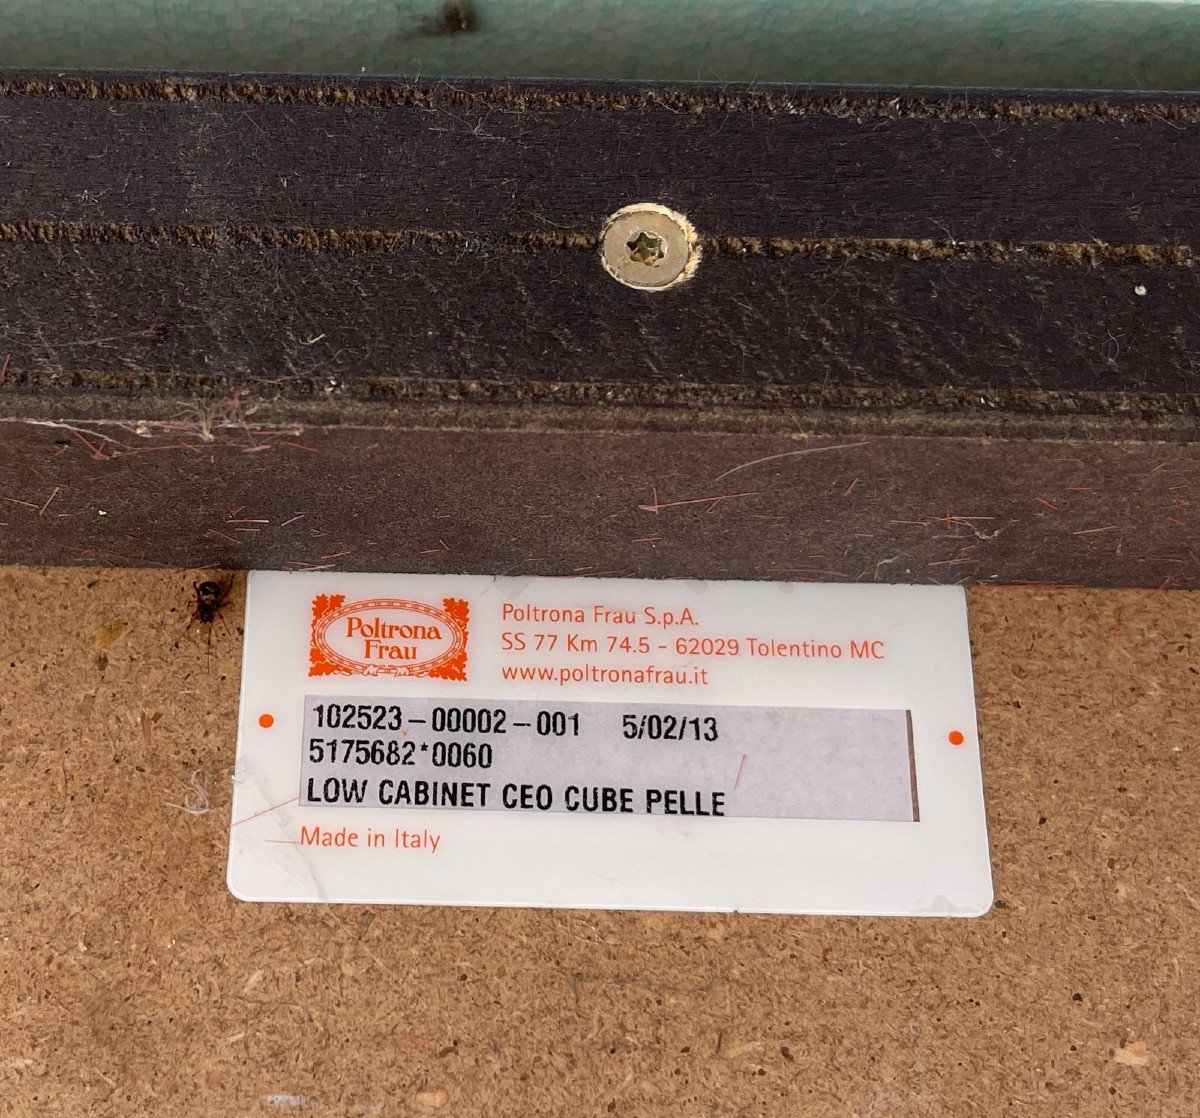 Poltrona
Frau
Poltrona Frau S.p.A.
SS 77 Km 74.5 - 62029 Tolentino MC
www.poltronafrau.it
102523-00002-001 5/02/13
5175682*0060
LOW CABINET CEO CUBE PELLE
Made in Italy